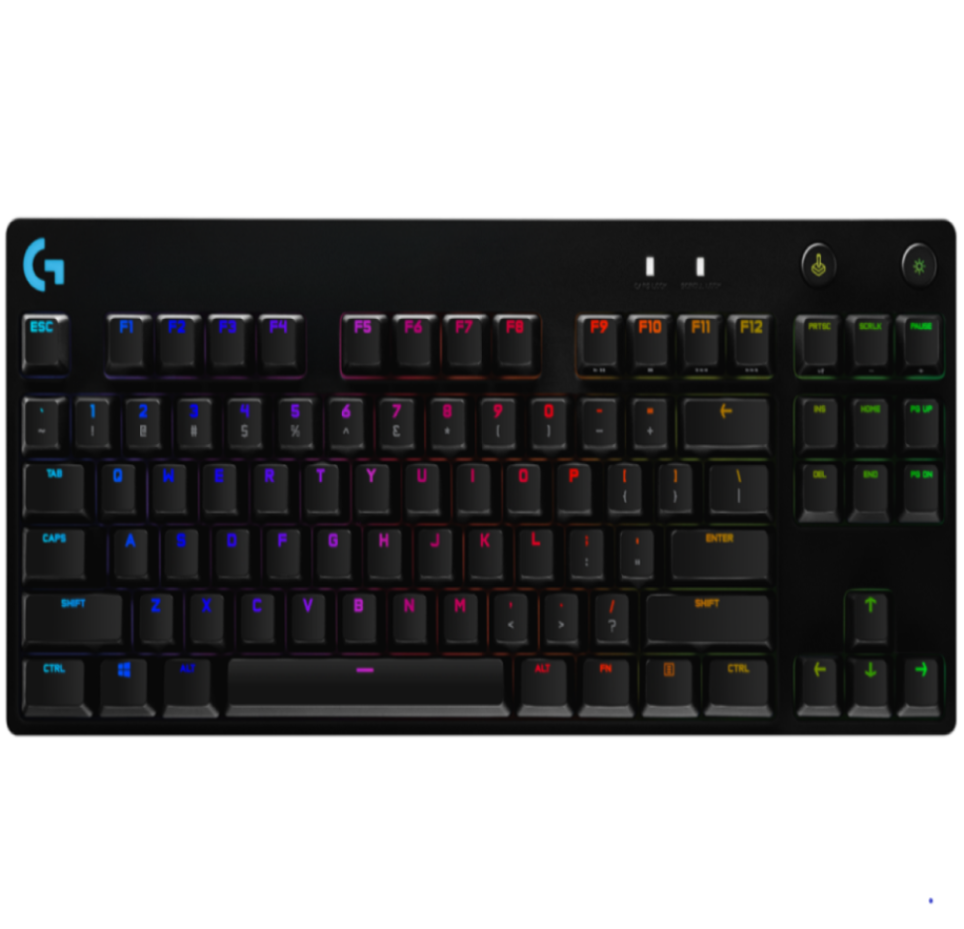 ESC F1 F2 F3 F4 F5 F6 F7 F8 F9 F10 F11 F12 PRTSC SCRLK PAUSE
` 1 2 3 4 5 6 7 8 9 0 - = ← INS HOME PG UP
~ ! @ # $ % ^ & * ( ) _ +
TAB Q W E R T Y U I O P [ ] \ DEL END PG DN
{ } |
CAPS A S D F G H J K L ; ' ENTER
: "
SHIFT Z X C V B N M , . / SHIFT ↑
< > ?
CTRL ALT ALT FN CTRL ← ↓ →